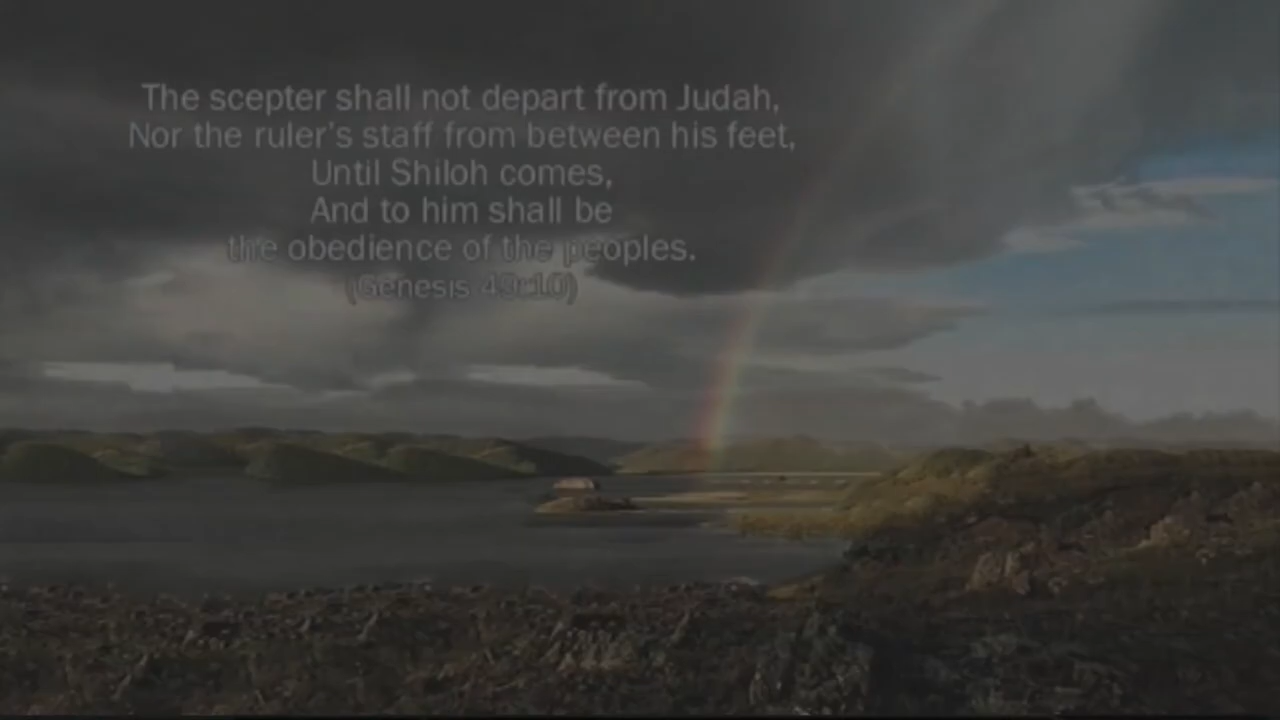 The scepter shall not depart from Judah,
Nor the ruler's staff from between his feet,
Until Shiloh comes,
And to him shall be
the obedience of the peoples.
(Genesis 49:10)